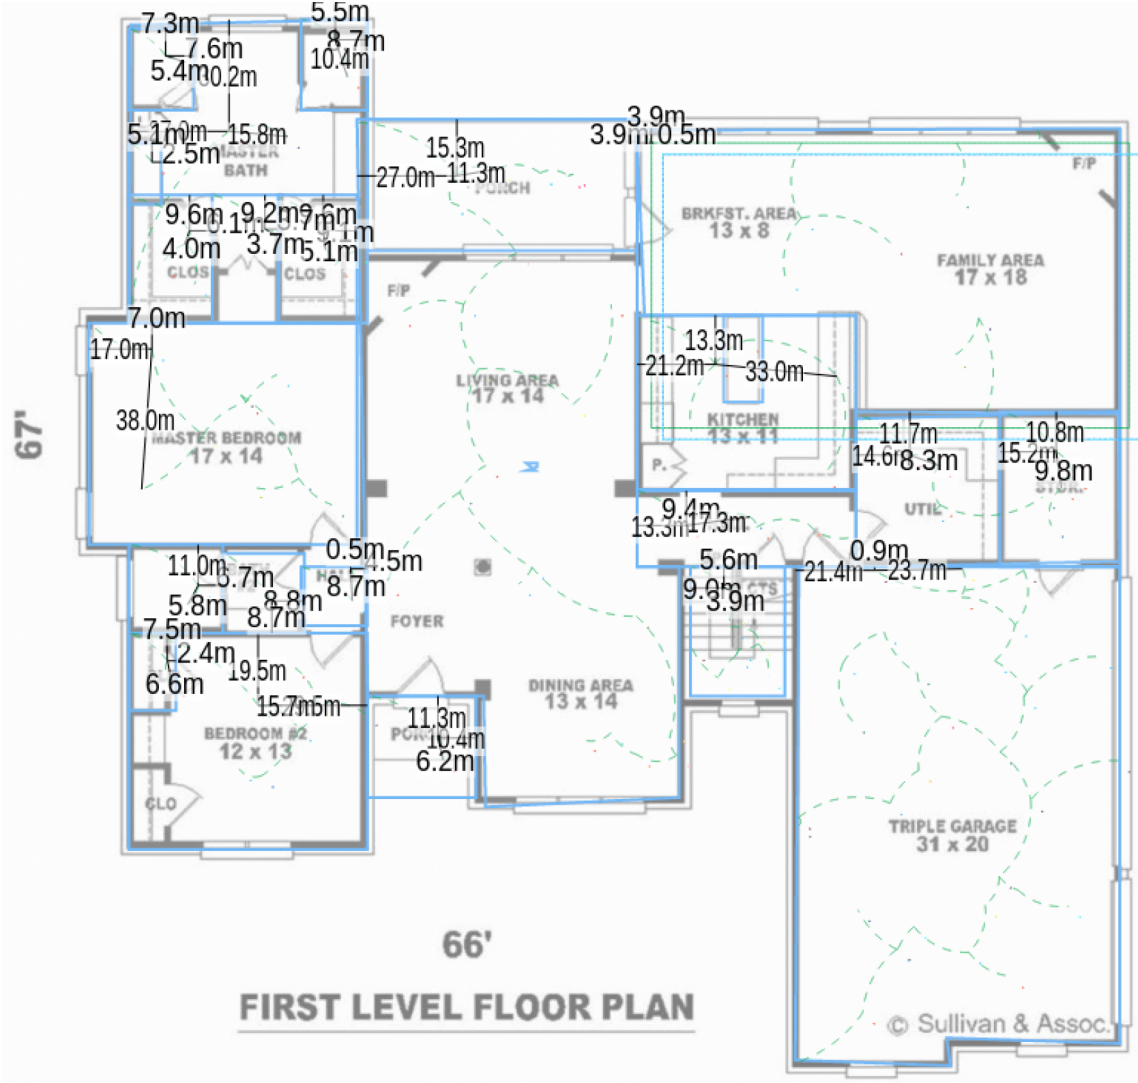 5.5m
7.3m
8.7m
7.6m
10.4m
5.4m
30.2m
3.9m
3.9m
0.5m
5.1m
15.8m
2.5m
MASTER
BATH
15.3m
11.3m
27.0m
PORCH
F/P
BRKFST. AREA
13 x 8
FAMILY AREA
17 x 18
9.6m
9.2m
9.6m
4.0m
3.7m
5.1m
CLOS
CLOS
F/P
7.0m
17.0m
13.3m
21.2m
33.0m
LIVING AREA
17 x 14
38.0m
MASTER BEDROOM
17 x 14
KITCHEN
13 x 11
67'
P.
11.7m
8.3m
10.8m
15.2m
9.8m
UTIL
9.4m
17.3m
0.5m
4.5m
8.7m
11.0m
5.8m
8.8m
8.7m
5.6m
9.0m
3.9m
0.9m
21.4m
23.7m
FOYER
7.5m
2.4m
6.6m
19.5m
DINING AREA
13 x 14
BEDROOM #2
12 x 13
11.3m
10.4m
6.2m
CLO
TRIPLE GARAGE
31 x 20
66'
FIRST LEVEL FLOOR PLAN
© Sullivan & Assoc.